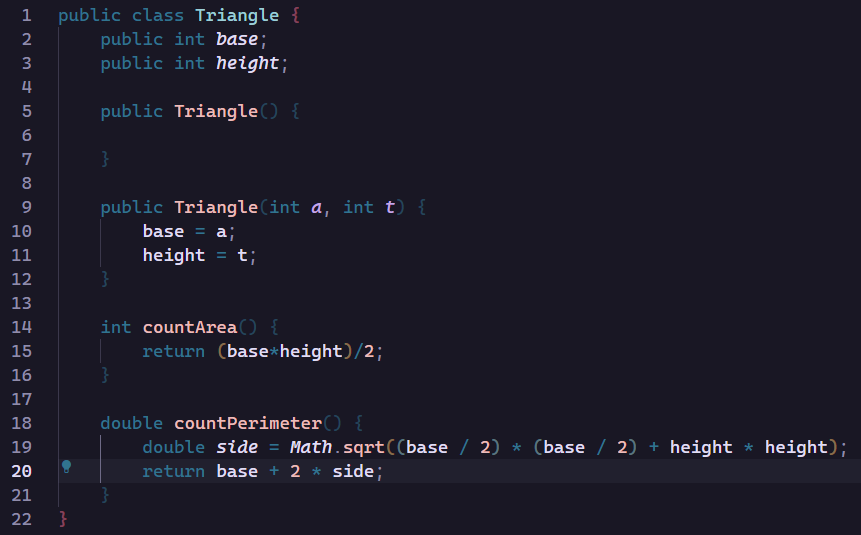 1 public class Triangle {
2     public int base;
3     public int height;
4
5     public Triangle() {
6
7     }
8
9     public Triangle(int a, int t) {
10         base = a;
11         height = t;
12     }
13
14     int countArea() {
15         return (base*height)/2;
16     }
17
18     double countPerimeter() {
19         double side = Math.sqrt((base / 2) * (base / 2) + height * height);
20         return base + 2 * side;
21     }
22 }